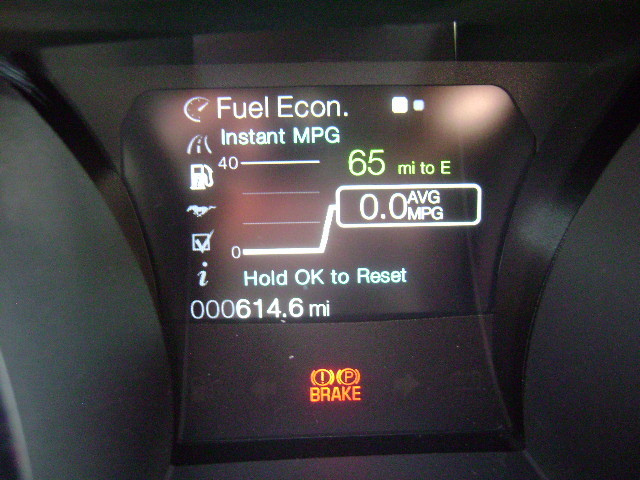 Fuel Econ.
Instant MPG
40
65 mi to E
0.0 AVG MPG
0
Hold OK to Reset
000614.6 mi
! P
BRAKE